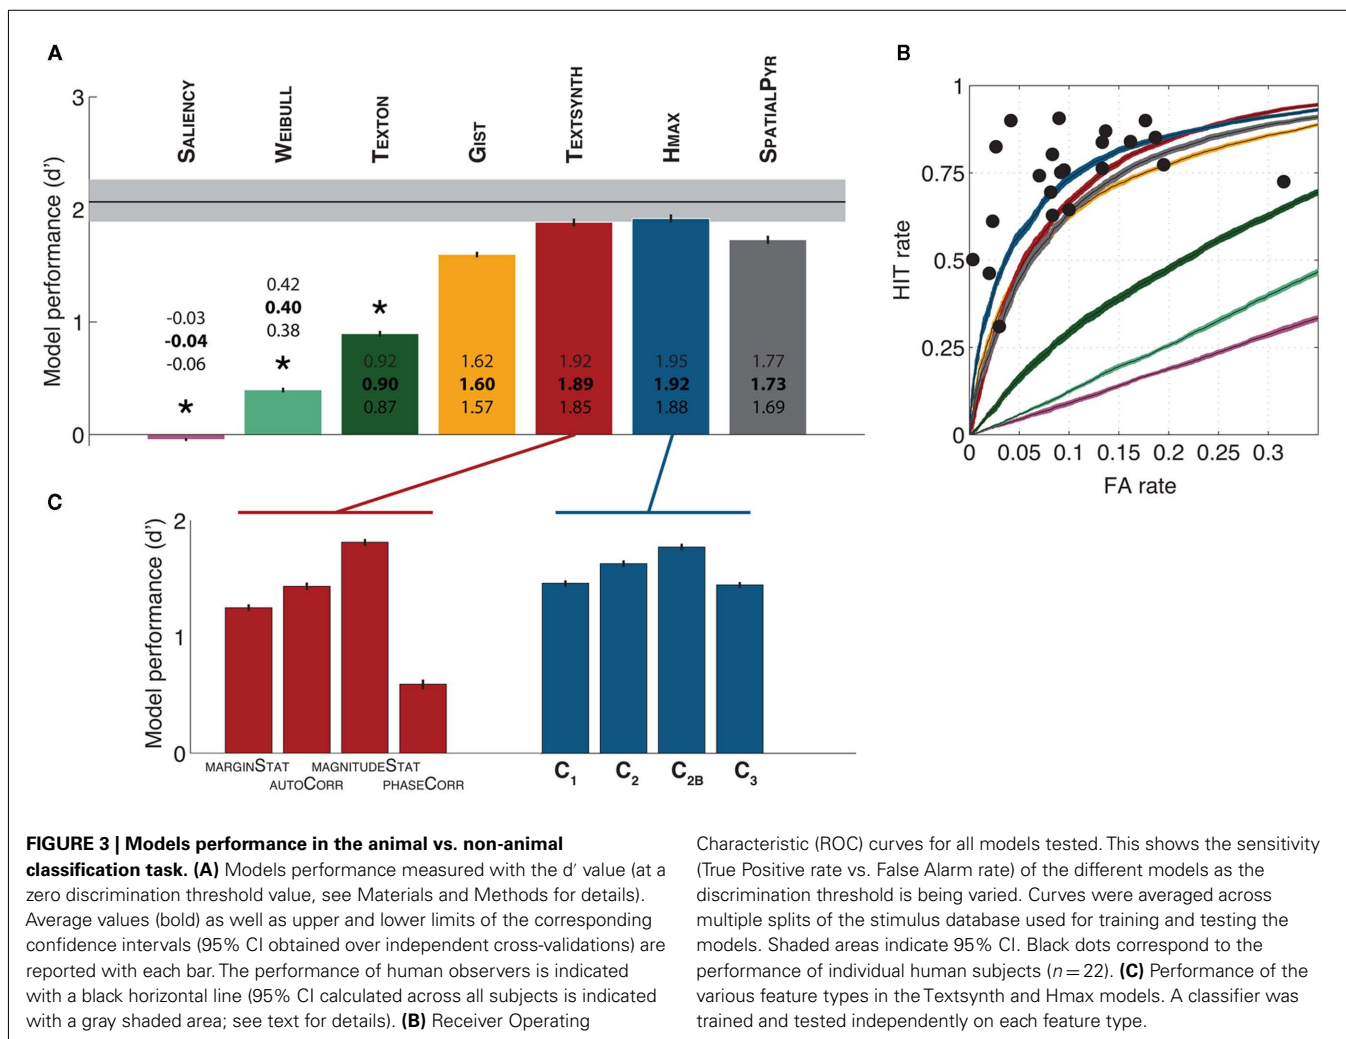 A
SALIENCY
WEIBULL
TEXTON
GIST
TEXTSYNTH
HMAX
SPATIALPYR
Model performance (d')
3
2
1
0
-0.03
-0.04
-0.06
*
0.42
0.40
0.38
*
*
0.92
0.90
0.87
1.62
1.60
1.57
1.92
1.89
1.85
1.95
1.92
1.88
1.77
1.73
1.69
B
HIT rate
1
0.75
0.5
0.25
0
0 0.05 0.1 0.15 0.2 0.25 0.3
FA rate
C
Model performance (d')
2
1
0
MARGINSTAT MAGNITUDESTAT
AUTOCORR PHASECORR
C1 C2 C2B C3
FIGURE 3 | Models performance in the animal vs. non-animal
classification task. (A) Models performance measured with the d′ value (at a
zero discrimination threshold value, see Materials and Methods for details).
Average values (bold) as well as upper and lower limits of the corresponding
confidence intervals (95% CI obtained over independent cross-validations) are
reported with each bar. The performance of human observers is indicated
with a black horizontal line (95% CI calculated across all subjects is indicated
with a gray shaded area; see text for details). (B) Receiver Operating
Characteristic (ROC) curves for all models tested. This shows the sensitivity
(True Positive rate vs. False Alarm rate) of the different models as the
discrimination threshold is being varied. Curves were averaged across
multiple splits of the stimulus database used for training and testing the
models. Shaded areas indicate 95% CI. Black dots correspond to the
performance of individual human subjects (n = 22). (C) Performance of the
various feature types in the Textsynth and Hmax models. A classifier was
trained and tested independently on each feature type.